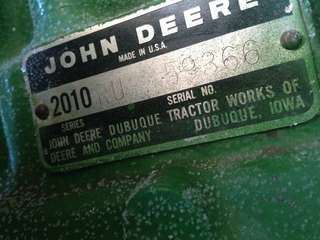 JOHN DEERE
MADE IN U.S.A.
2010 U 59366
SERIES SERIAL NO.
JOHN DEERE DUBUQUE TRACTOR WORKS OF
DEERE AND COMPANY DUBUQUE, IOWA